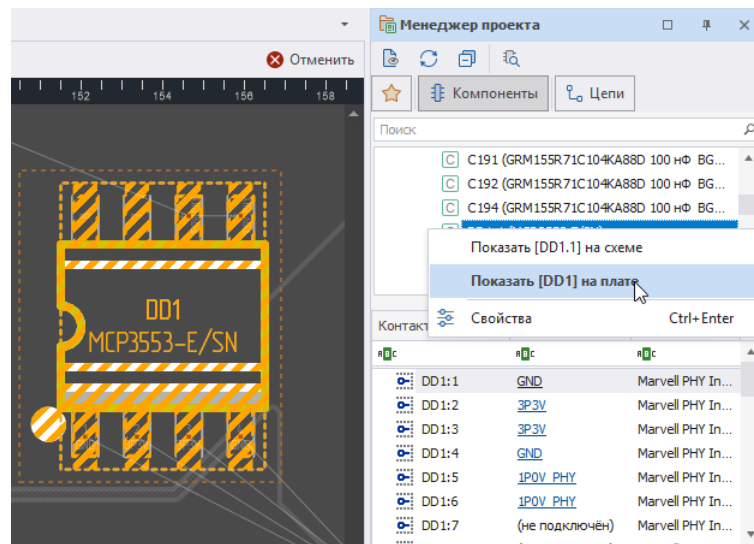 Менеджер проекта
Отменить
152 154 156 158
Компоненты Цепи
Поиск
C C191 (GRM155R71C104KA88D 100 нФ BG...
C C192 (GRM155R71C104KA88D 100 нФ BG...
C C194 (GRM155R71C104KA88D 100 нФ BG...
Показать [DD1.1] на схеме
Показать [DD1] на плате
Свойства Ctrl+Enter
DD1
MCP3553-E/SN
Контакт
ABC ABC ABC
DD1:1 GND Marvell PHY In...
DD1:2 3P3V Marvell PHY In...
DD1:3 3P3V Marvell PHY In...
DD1:4 GND Marvell PHY In...
DD1:5 1P0V_PHY Marvell PHY In...
DD1:6 1P0V_PHY Marvell PHY In...
DD1:7 (не подключён) Marvell PHY In...